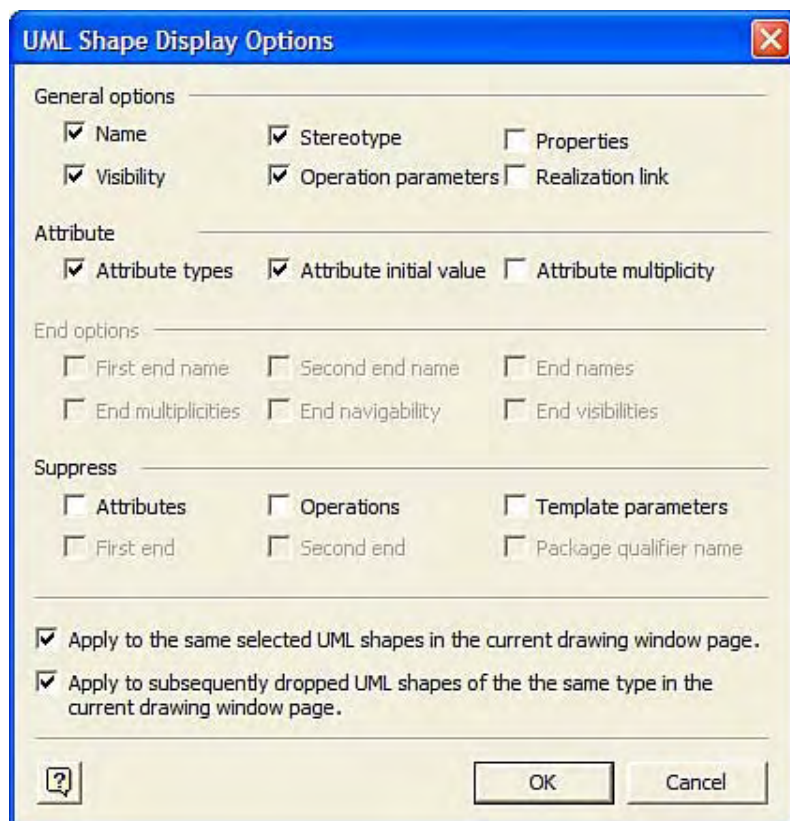 UML Shape Display Options
General options
Name Stereotype Properties
Visibility Operation parameters Realization link
Attribute
Attribute types Attribute initial value Attribute multiplicity
End options
First end name Second end name End names
End multiplicities End navigability End visibilities
Suppress
Attributes Operations Template parameters
First end Second end Package qualifier name
Apply to the same selected UML shapes in the current drawing window page.
Apply to subsequently dropped UML shapes of the the same type in the
current drawing window page.
? OK Cancel